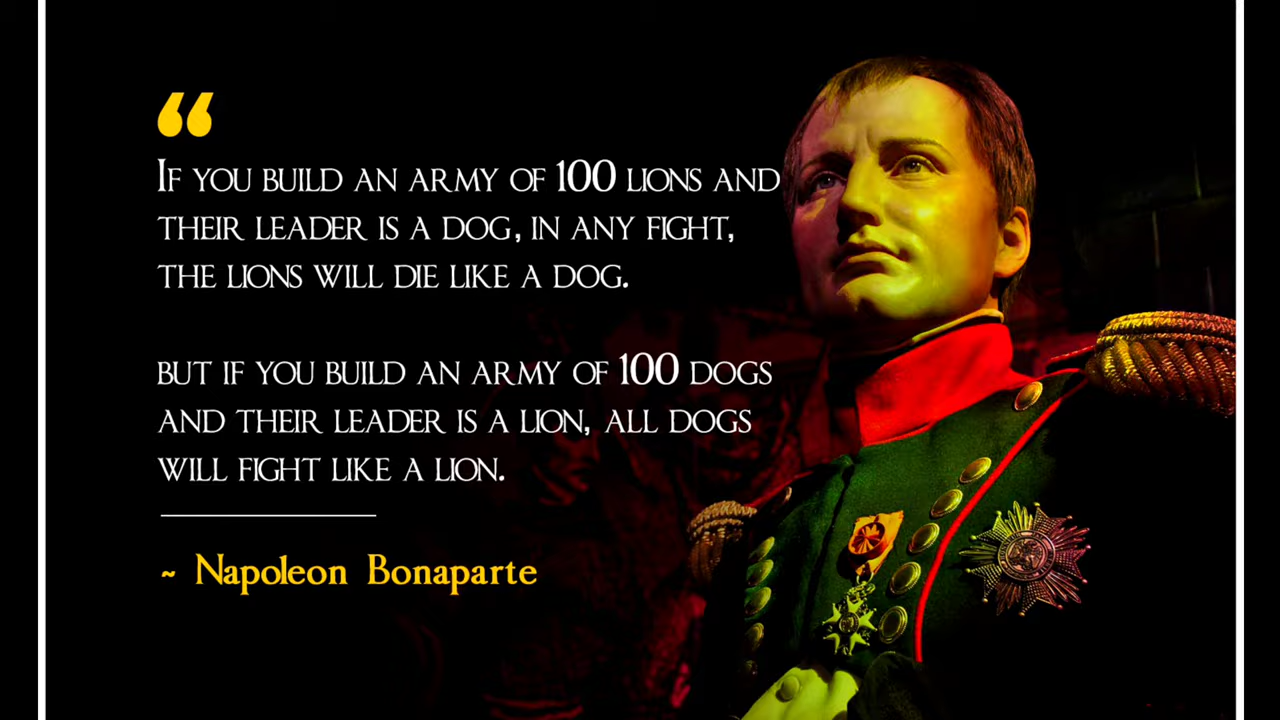 “
If you build an army of 100 lions and
their leader is a dog, in any fight,
the lions will die like a dog.
but if you build an army of 100 dogs
and their leader is a lion, all dogs
will fight like a lion.
~ Napoleon Bonaparte